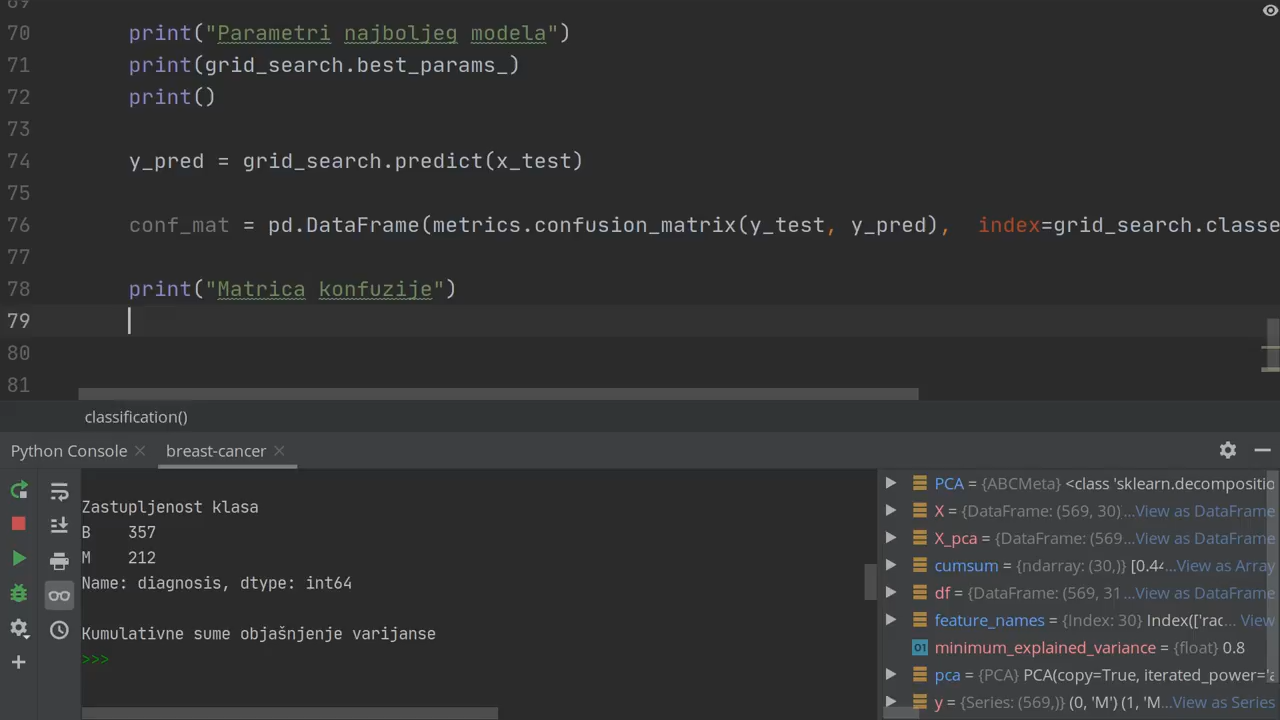 69
70 print("Parametri najboljeg modela")
71 print(grid_search.best_params_)
72 print()
73
74 y_pred = grid_search.predict(x_test)
75
76 conf_mat = pd.DataFrame(metrics.confusion_matrix(y_test, y_pred),  index=grid_search.classe
77
78 print("Matrica konfuzije")
79
80
81
classification()
Python Console breast-cancer
Zastupljenost klasa
B    357
M    212
Name: diagnosis, dtype: int64
Kumulativne sume objašnjenje varijanse
>>>
PCA = {ABCMeta} <class 'sklearn.decompositio
X = {DataFrame: (569, 30) ...View as DataFrame
X_pca = {DataFrame: (569 ...View as DataFrame
cumsum = {ndarray: (30,)} [0.44 ...View as Array
df = {DataFrame: (569, 31 ...View as DataFrame
feature_names = {Index: 30} Index(['rac ... View
01 minimum_explained_variance = {float} 0.8
pca = {PCA} PCA(copy=True, iterated_power='a
y = {Series: (569,)} (0, 'M') (1, 'M ...View as Series